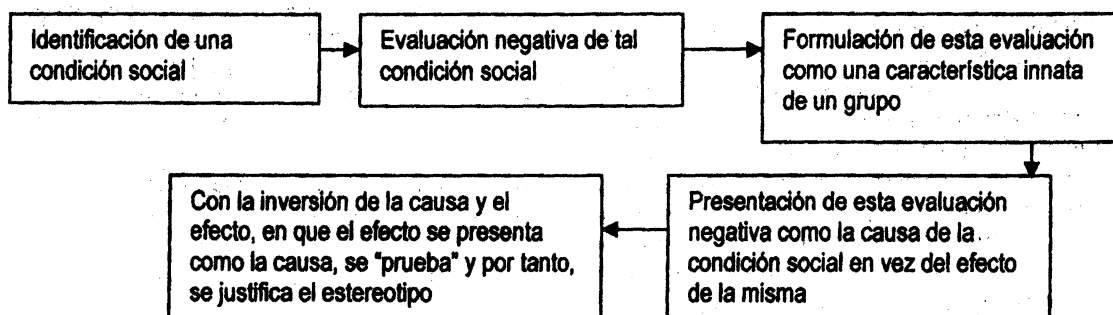 Identificación de una
condición social
Evaluación negativa de tal
condición social
Formulación de esta evaluación
como una característica innata
de un grupo
Presentación de esta evaluación
negativa como la causa de la
condición social en vez del efecto
de la misma
Con la inversión de la causa y el
efecto, en que el efecto se presenta
como la causa, se "prueba" y por tanto,
se justifica el estereotipo